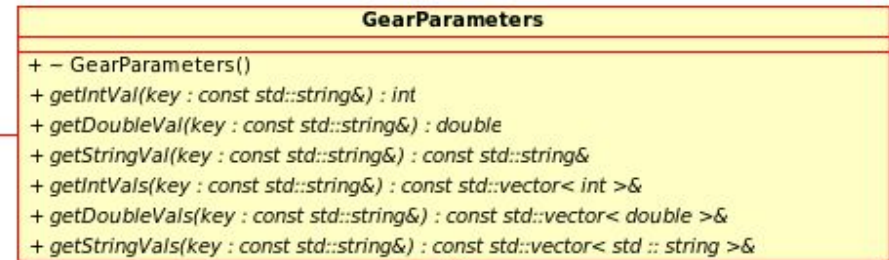 GearParameters
+ ~ GearParameters()
+ getIntVal(key : const std::string&) : int
+ getDoubleVal(key : const std::string&) : double
+ getStringVal(key : const std::string&) : const std::string&
+ getIntVals(key : const std::string&) : const std::vector< int >&
+ getDoubleVals(key : const std::string&) : const std::vector< double >&
+ getStringVals(key : const std::string&) : const std::vector< std :: string >&